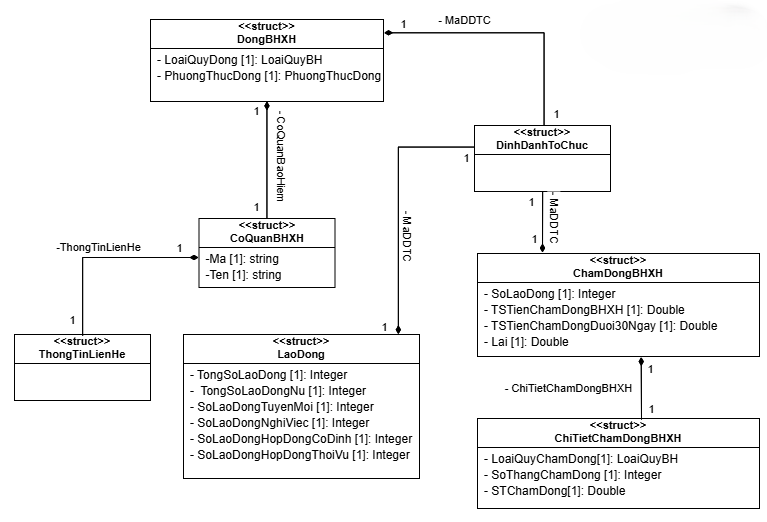 <<struct>>
DongBHXH
- LoaiQuyDong [1]: LoaiQuyBH
- PhuongThucDong [1]: PhuongThucDong
1
- MaDDTC
1
1
- CoQuanBaoHiem
1
<<struct>>
DinhDanhToChuc
1
1
- MaDDTC
1
- MaDDTC
1
<<struct>>
CoQuanBHXH
-Ma [1]: string
-Ten [1]: string
1
-ThongTinLienHe
1
<<struct>>
ThongTinLienHe
<<struct>>
LaoDong
- TongSoLaoDong [1]: Integer
- TongSoLaoDongNu [1]: Integer
- SoLaoDongTuyenMoi [1]: Integer
- SoLaoDongNghiViec [1]: Integer
- SoLaoDongHopDongCoDinh [1]: Integer
- SoLaoDongHopDongThoiVu [1]: Integer
<<struct>>
ChamDongBHXH
- SoLaoDong [1]: Integer
- TSTienChamDongBHXH [1]: Double
- TSTienChamDongDuoi30Ngay [1]: Double
- Lai [1]: Double
1
- ChiTietChamDongBHXH
1
<<struct>>
ChiTietChamDongBHXH
- LoaiQuyChamDong[1]: LoaiQuyBH
- SoThangChamDong [1]: Integer
- STChamDong[1]: Double